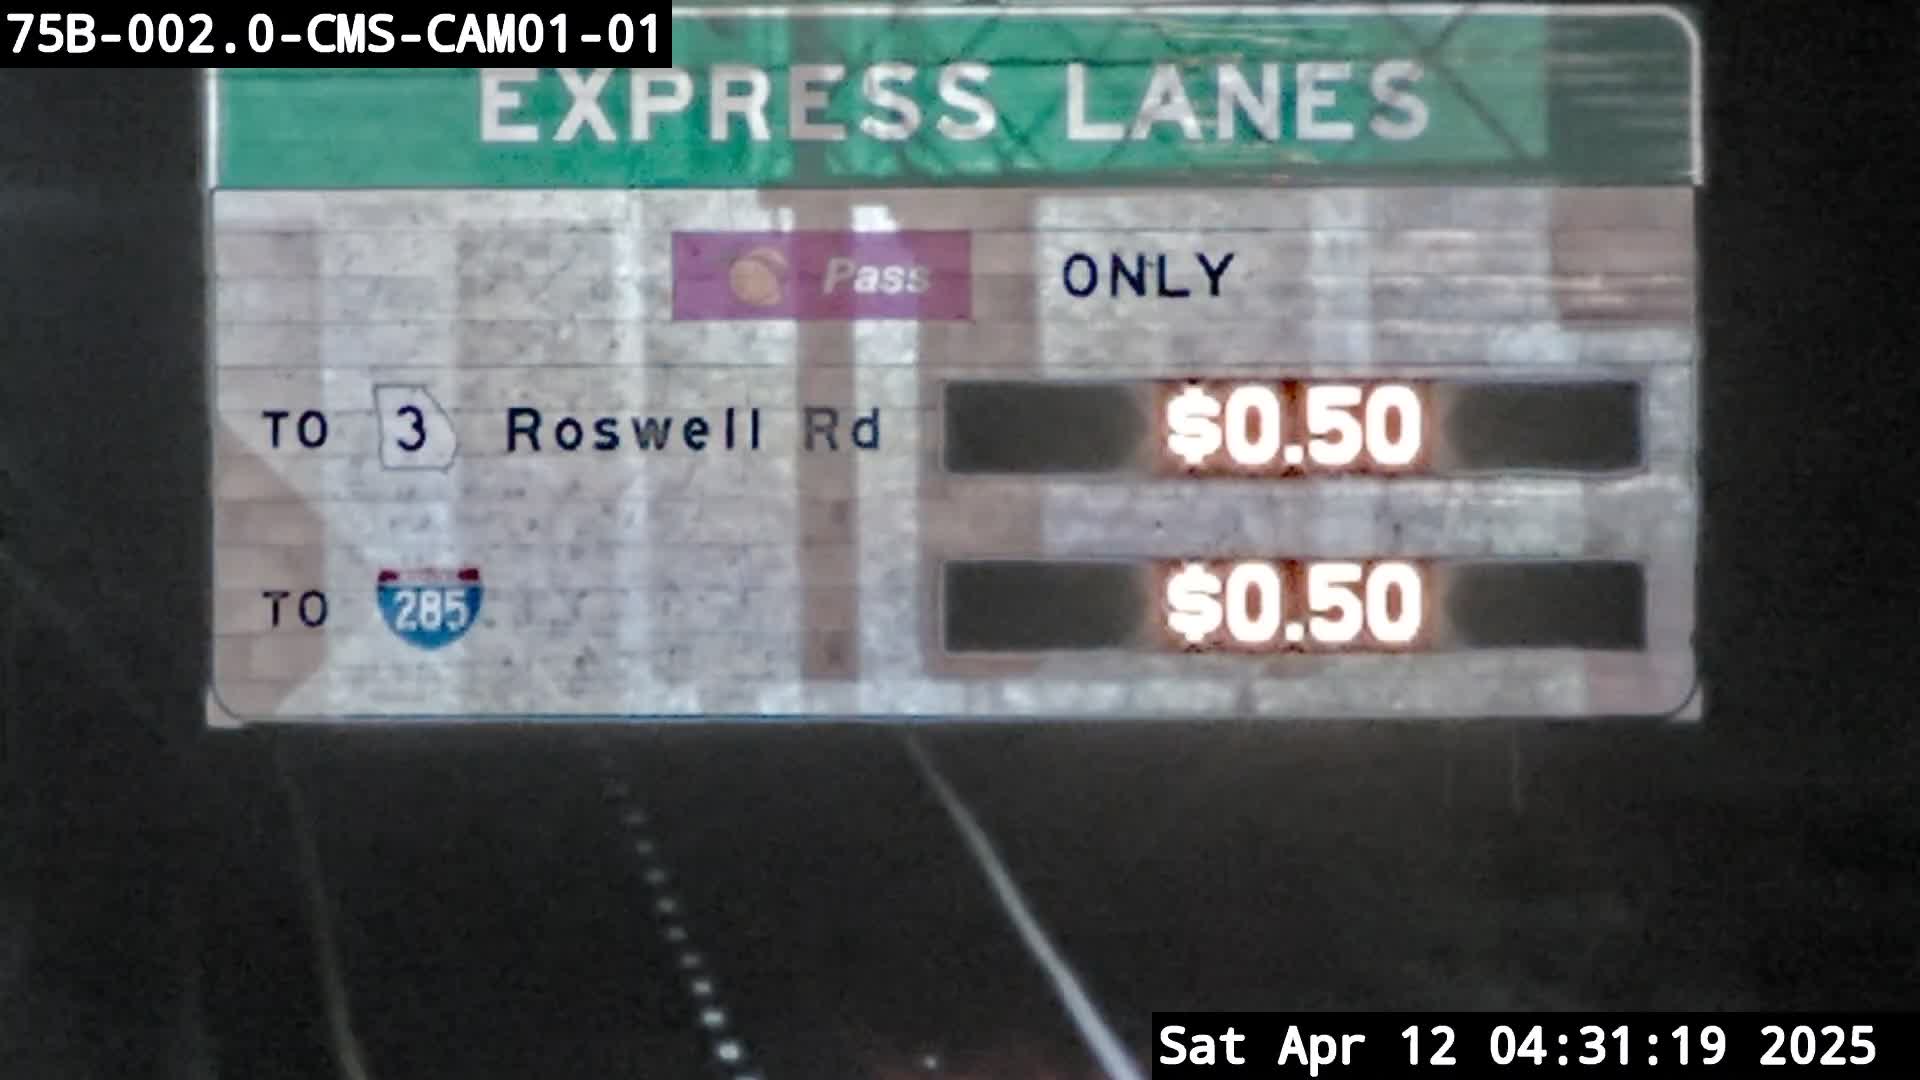 75B-002.0-CMS-CAM01-01
EXPRESS LANES
Pass ONLY
TO 3 Roswell Rd $0.50
TO 285 $0.50
Sat Apr 12 04:31:19 2025